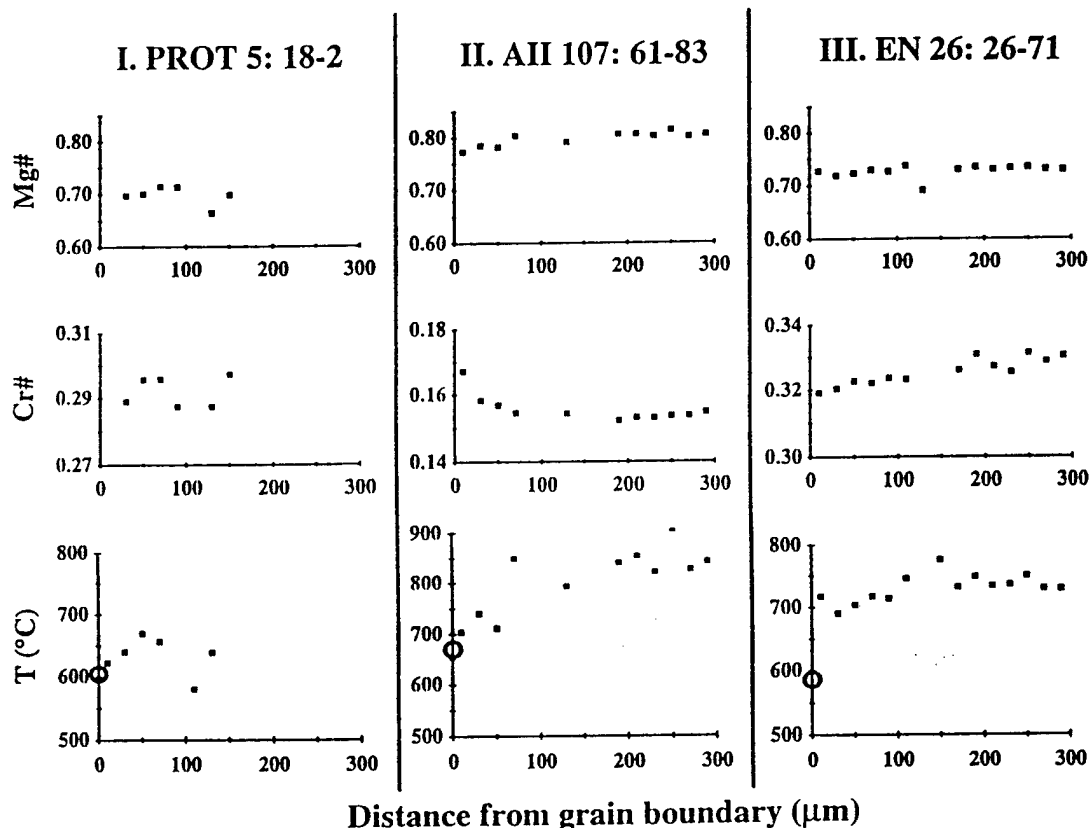 I. PROT 5: 18-2
II. AII 107: 61-83
III. EN 26: 26-71
Mg#
0.80
0.70
0.60
0 100 200 300
0.80
0.70
0.60
0 100 200 300
0.80
0.70
0.60
0 100 200 300
Cr#
0.31
0.29
0.27
0 100 200 300
0.18
0.16
0.14
0 100 200 300
0.34
0.32
0.30
0 100 200 300
T (°C)
800
700
600
500
0 100 200 300
900
800
700
600
500
0 100 200 300
800
700
600
500
0 100 200 300
Distance from grain boundary (μm)